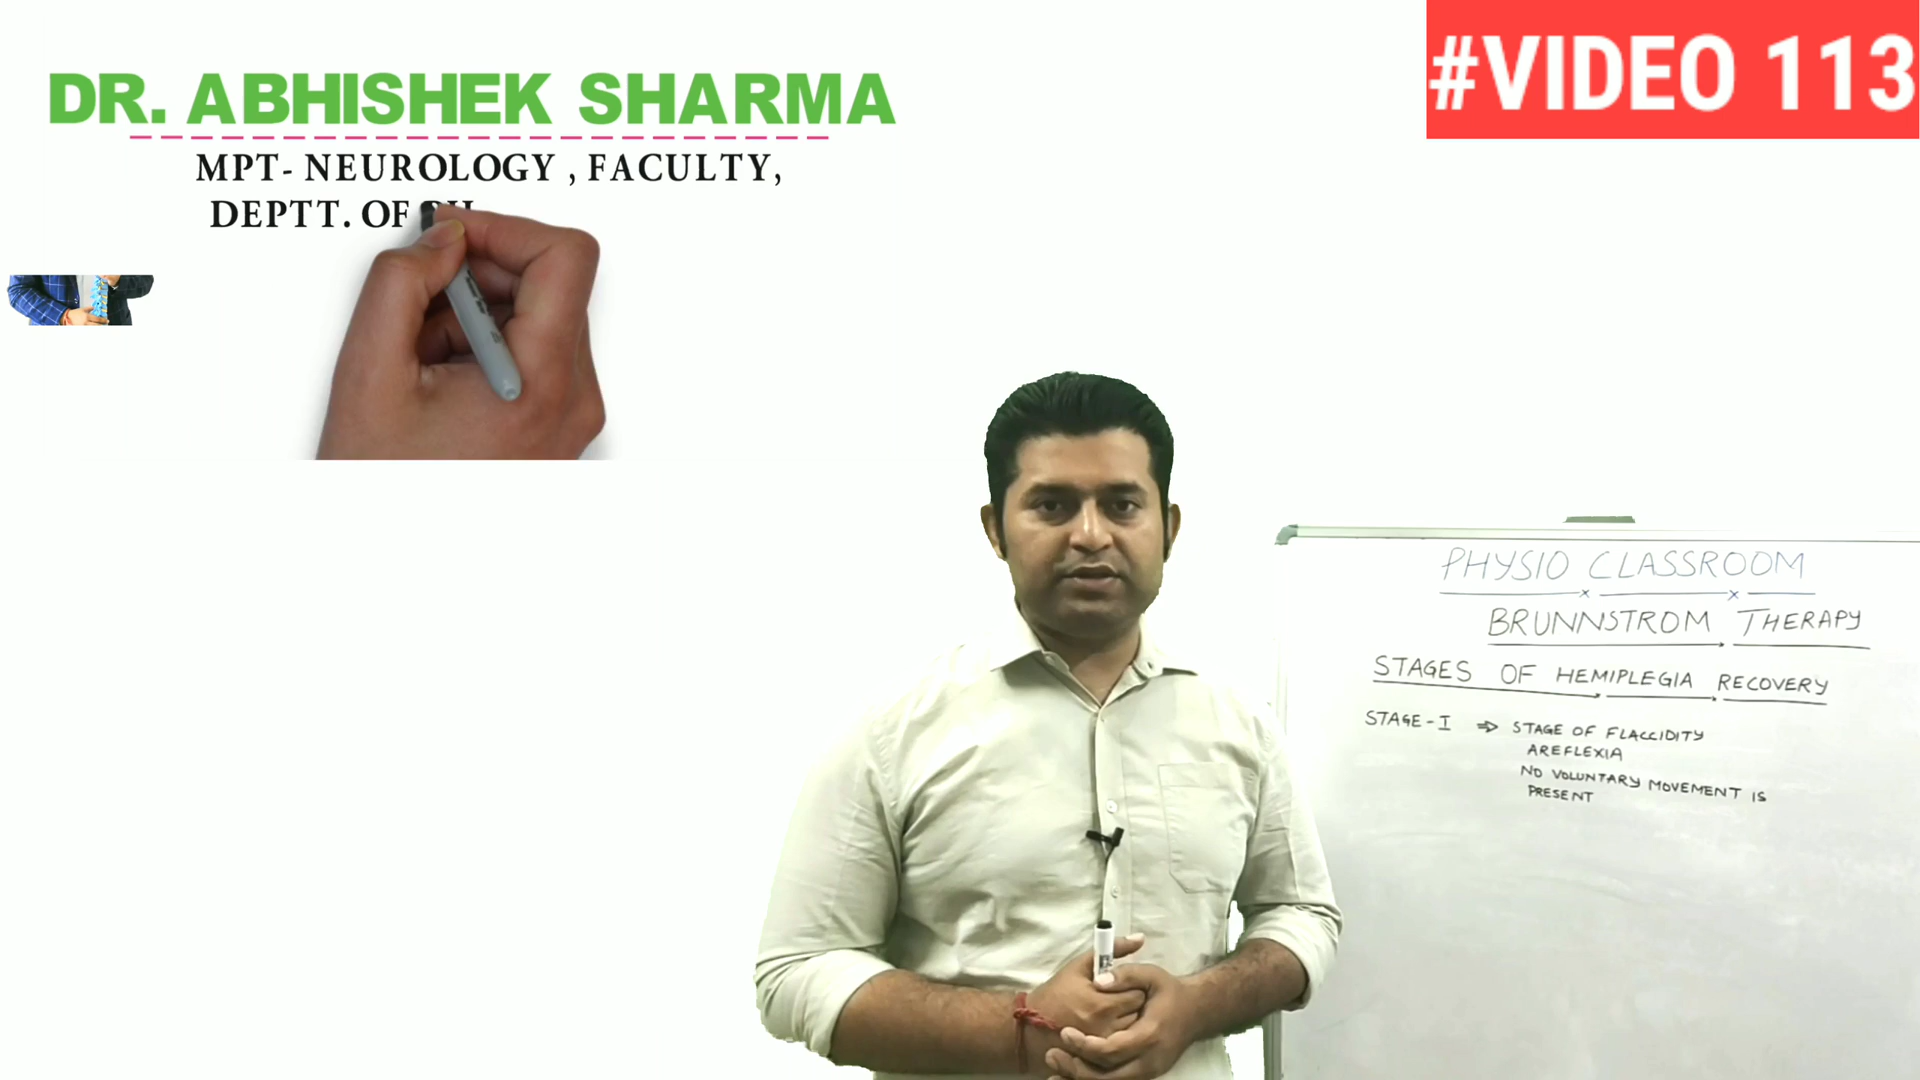 #VIDEO 113
DR. ABHISHEK SHARMA
MPT- NEUROLOGY , FACULTY,
DEPTT. OF
PHYSIO CLASSROOM
BRUNNSTROM THERAPY
STAGES OF HEMIPLEGIA RECOVERY
STAGE-I ⇒ STAGE OF FLACCIDITY
AREFLEXIA
NO VOLUNTARY MOVEMENT IS
PRESENT